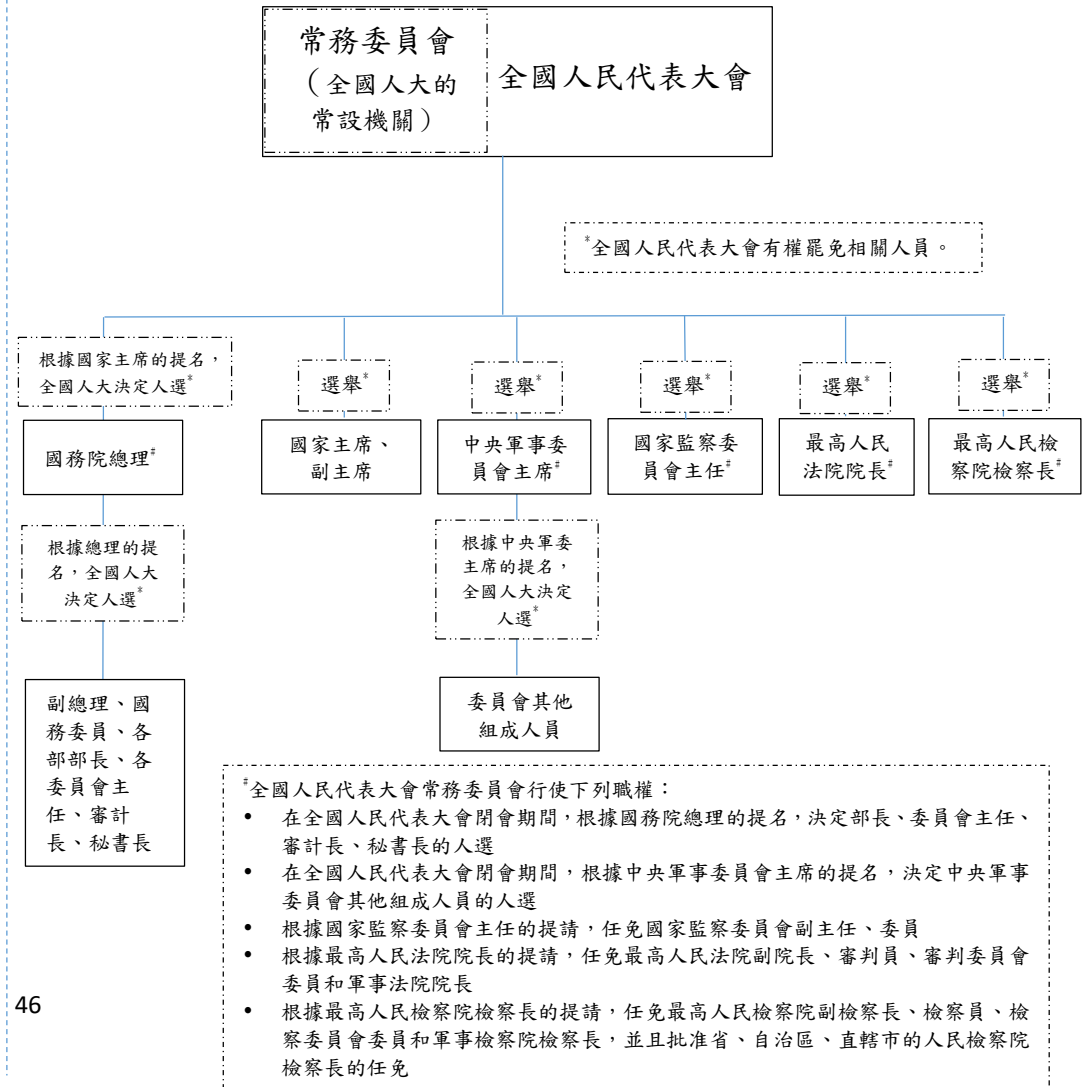 常務委員會
（全國人大的
常設機關）
全國人民代表大會
*全國人民代表大會有權罷免相關人員。
根據國家主席的提名，
全國人大決定人選*
選舉*
選舉*
選舉*
選舉*
選舉*
國務院總理#
國家主席、
副主席
中央軍事委
員會主席#
國家監察委
員會主任#
最高人民
法院院長#
最高人民檢
察院檢察長#
根據總理的提
名，全國人大
決定人選*
根據中央軍委
主席的提名，
全國人大決定
人選*
副總理、國
務委員、各
部部長、各
委員會主
任、審計
長、秘書長
委員會其他
組成人員
#全國人民代表大會常務委員會行使下列職權：
• 在全國人民代表大會閉會期間，根據國務院總理的提名，決定部長、委員會主任、
審計長、秘書長的人選
• 在全國人民代表大會閉會期間，根據中央軍事委員會主席的提名，決定中央軍事
委員會其他組成人員的人選
• 根據國家監察委員會主任的提請，任免國家監察委員會副主任、委員
• 根據最高人民法院院長的提請，任免最高人民法院副院長、審判員、審判委員會
委員和軍事法院院長
• 根據最高人民檢察院檢察長的提請，任免最高人民檢察院副檢察長、檢察員、檢
察委員會委員和軍事檢察院檢察長，並且批准省、自治區、直轄市的人民檢察院
檢察長的任免
46